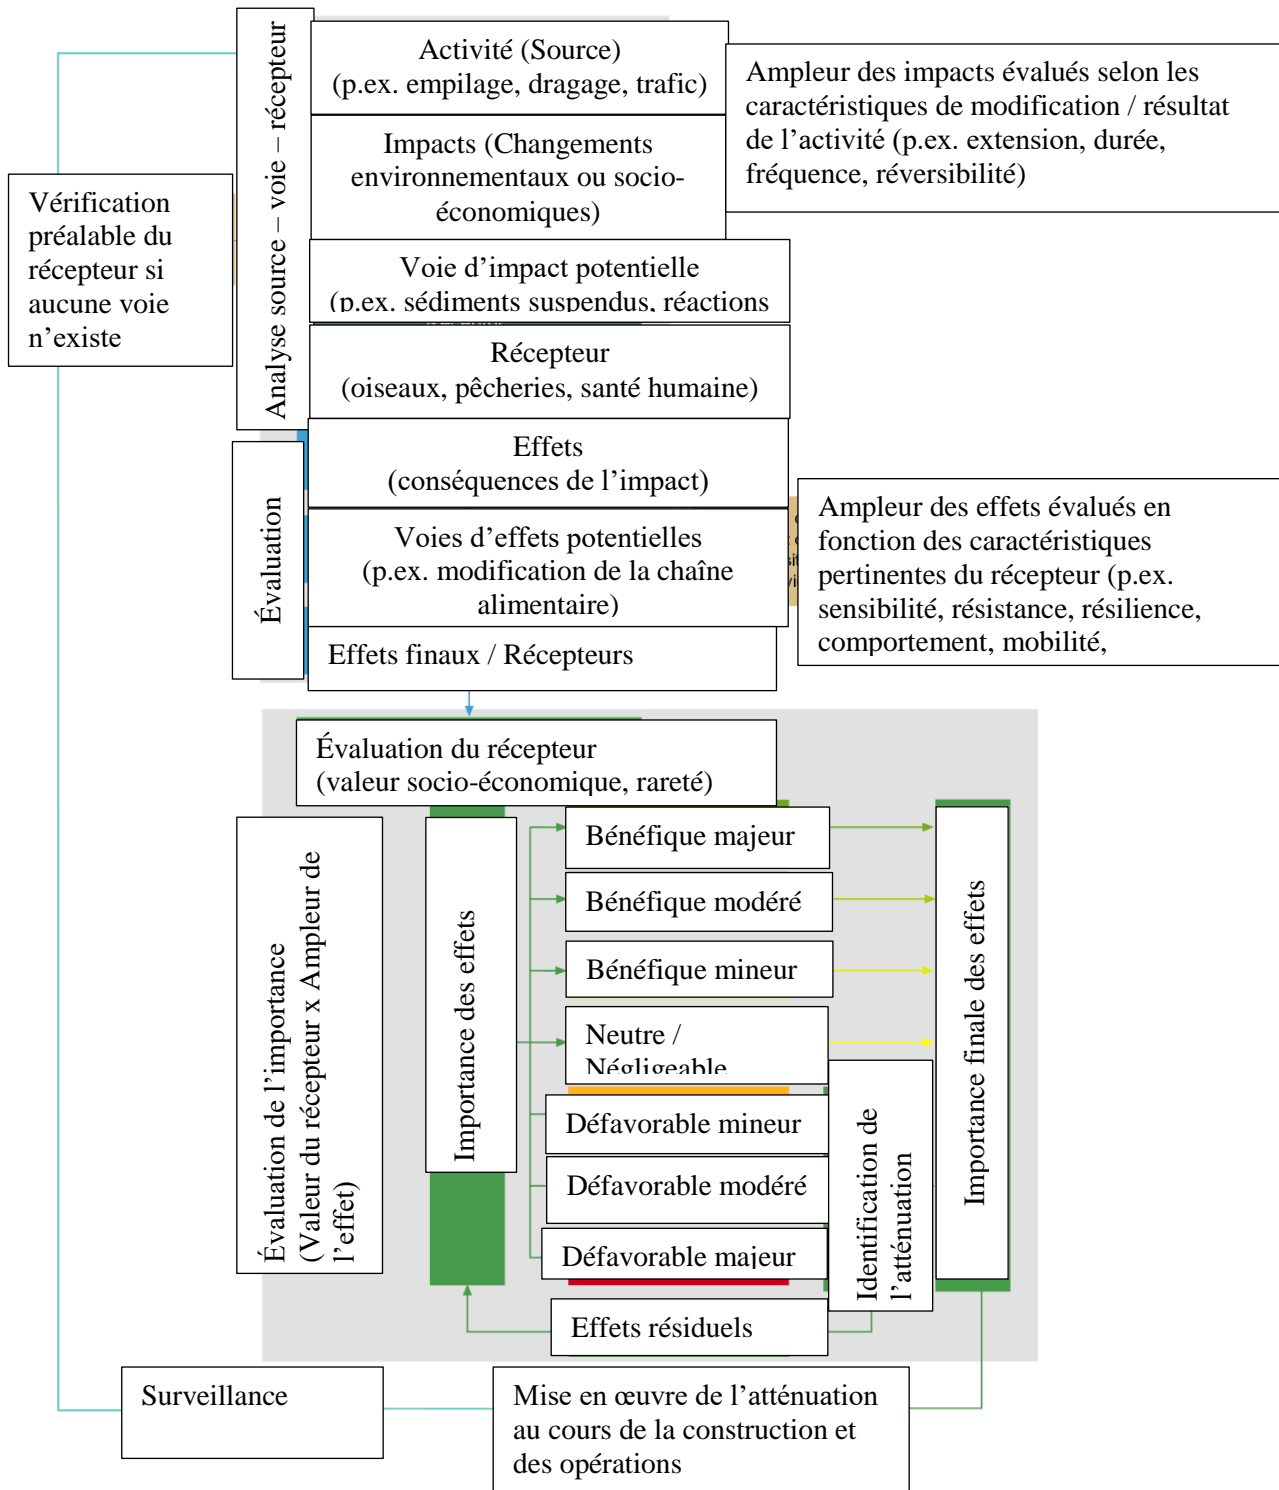 Activité (Source)
(p.ex. empilage, dragage, trafic)
Ampleur des impacts évalués selon les
caractéristiques de modification / résultat
de l’activité (p.ex. extension, durée,
fréquence, réversibilité)
Impacts (Changements
environnementaux ou socio-
économiques)
Analyse source – voie – récepteur
Vérification
préalable du
récepteur si
aucune voie
n’existe
Voie d’impact potentielle
(p.ex. sédiments suspendus, réactions
Récepteur
(oiseaux, pêcheries, santé humaine)
Effets
(conséquences de l’impact)
Évaluation
Voies d’effets potentielles
(p.ex. modification de la chaîne
alimentaire)
Ampleur des effets évalués en
fonction des caractéristiques
pertinentes du récepteur (p.ex.
sensibilité, résistance, résilience,
comportement, mobilité,
Effets finaux / Récepteurs
Évaluation du récepteur
(valeur socio-économique, rareté)
Évaluation de l’importance
(Valeur du récepteur x Ampleur de
l’effet)
Importance des effets
Bénéfique majeur
Bénéfique modéré
Bénéfique mineur
Neutre /
Négligeable
Défavorable mineur
Défavorable modéré
Défavorable majeur
Identification de
l’atténuation
Importance finale des effets
Effets résiduels
Surveillance
Mise en œuvre de l’atténuation
au cours de la construction et
des opérations